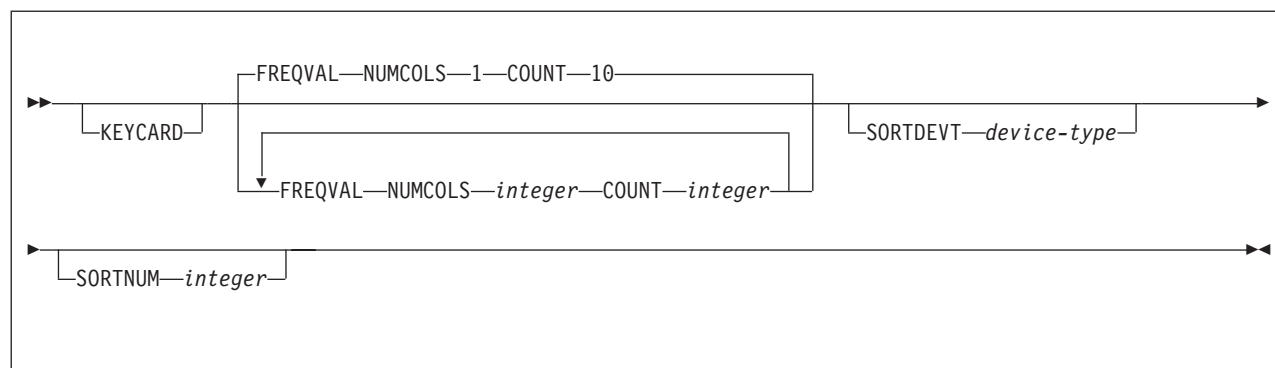 FREQVAL NUMCOLS 1 COUNT 10
KEYCARD
SORTDEVT device-type
FREQVAL NUMCOLS integer COUNT integer
SORTNUM integer